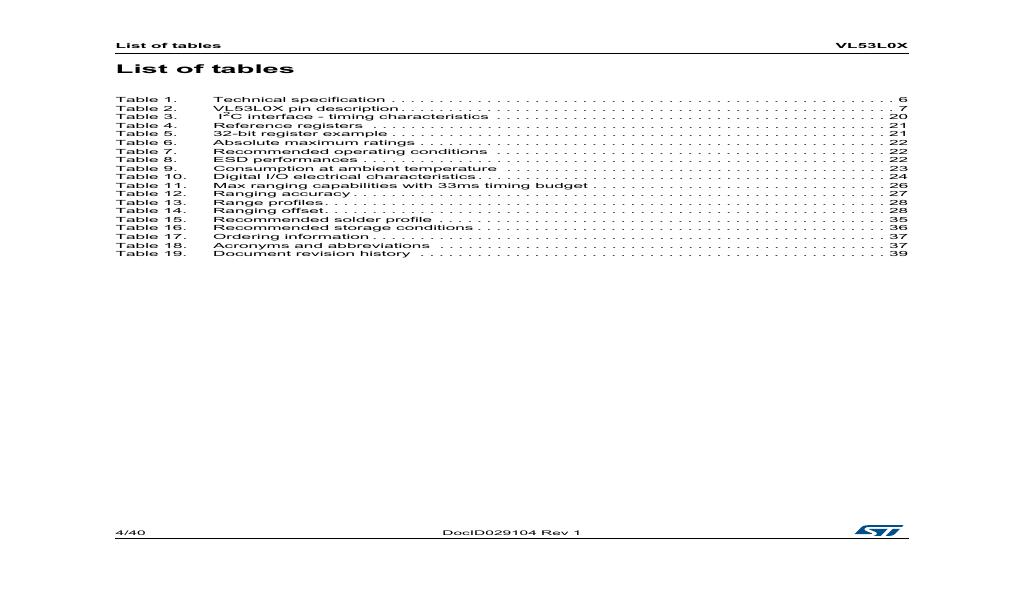 List of tables VL53L0X
List of tables
Table 1. Technical specification . . . . . . . . . . . . . . . . . . . . . . . . . . . . . . . . . . . . . . . . . . 6
Table 2. VL53L0X pin description . . . . . . . . . . . . . . . . . . . . . . . . . . . . . . . . . . . . . . . . . 7
Table 3. I²C interface - timing characteristics . . . . . . . . . . . . . . . . . . . . . . . . . . . . . . . . . 20
Table 4. Reference registers . . . . . . . . . . . . . . . . . . . . . . . . . . . . . . . . . . . . . . . . . . . 21
Table 5. 32-bit register example . . . . . . . . . . . . . . . . . . . . . . . . . . . . . . . . . . . . . . . . . . 21
Table 6. Absolute maximum ratings . . . . . . . . . . . . . . . . . . . . . . . . . . . . . . . . . . . . . . . 22
Table 7. Recommended operating conditions . . . . . . . . . . . . . . . . . . . . . . . . . . . . . . . . . 22
Table 8. ESD performances . . . . . . . . . . . . . . . . . . . . . . . . . . . . . . . . . . . . . . . . . . . . 22
Table 9. Consumption at ambient temperature . . . . . . . . . . . . . . . . . . . . . . . . . . . . . . . . 23
Table 10. Digital I/O electrical characteristics . . . . . . . . . . . . . . . . . . . . . . . . . . . . . . . . . . 24
Table 11. Max ranging capabilities with 33ms timing budget . . . . . . . . . . . . . . . . . . . . . . . . . 26
Table 12. Ranging accuracy . . . . . . . . . . . . . . . . . . . . . . . . . . . . . . . . . . . . . . . . . . . . . 27
Table 13. Range profiles . . . . . . . . . . . . . . . . . . . . . . . . . . . . . . . . . . . . . . . . . . . . . . . 28
Table 14. Ranging offset . . . . . . . . . . . . . . . . . . . . . . . . . . . . . . . . . . . . . . . . . . . . . . . 28
Table 15. Recommended solder profile . . . . . . . . . . . . . . . . . . . . . . . . . . . . . . . . . . . . . . 35
Table 16. Recommended storage conditions . . . . . . . . . . . . . . . . . . . . . . . . . . . . . . . . . . 36
Table 17. Ordering information . . . . . . . . . . . . . . . . . . . . . . . . . . . . . . . . . . . . . . . . . . . 37
Table 18. Acronyms and abbreviations . . . . . . . . . . . . . . . . . . . . . . . . . . . . . . . . . . . . . . 37
Table 19. Document revision history . . . . . . . . . . . . . . . . . . . . . . . . . . . . . . . . . . . . . . . 39
4/40 DocID029104 Rev 1 ST